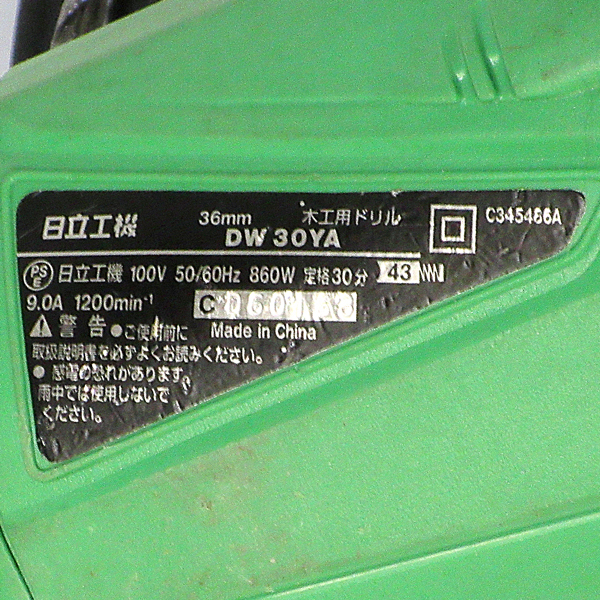 日立工機 36mm 木工用ドリル C345486A
DW 30YA
PSE 日立工機 100V 50/60Hz 860W 定格30分 43
9.0A 1200min⁻¹
警告 ●ご使用前に Made in China
取扱説明書を必ずよくお読みください。
● 感電の恐れがあります。
雨中では使用しないで
ください。